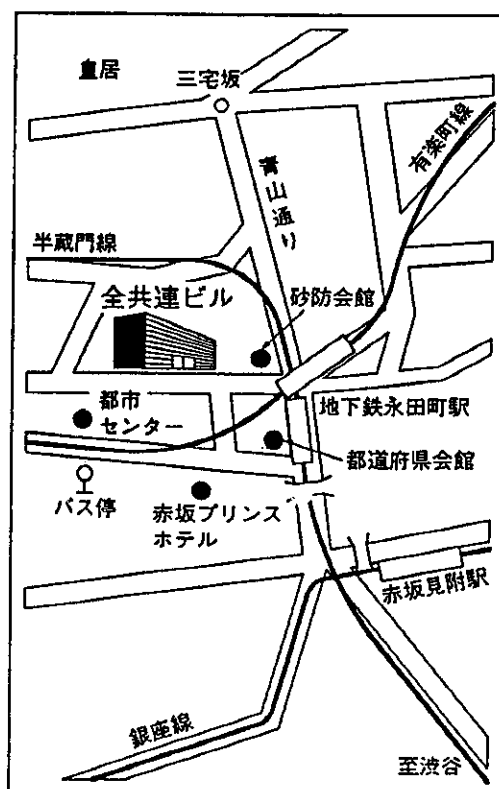 皇居
三宅坂
有楽町線
青山通り
半蔵門線
全共連ビル
砂防会館
地下鉄永田町駅
都市
センター
都道府県会館
バス停
赤坂プリンス
ホテル
赤坂見附駅
銀座線
至渋谷